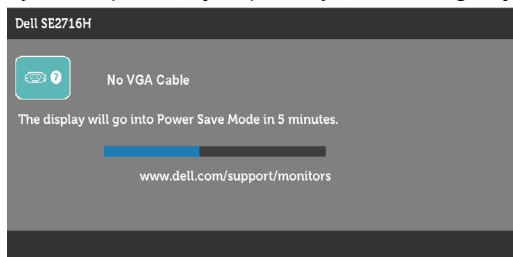 Dell SE2716H
No VGA Cable
The display will go into Power Save Mode in 5 minutes.
www.dell.com/support/monitors